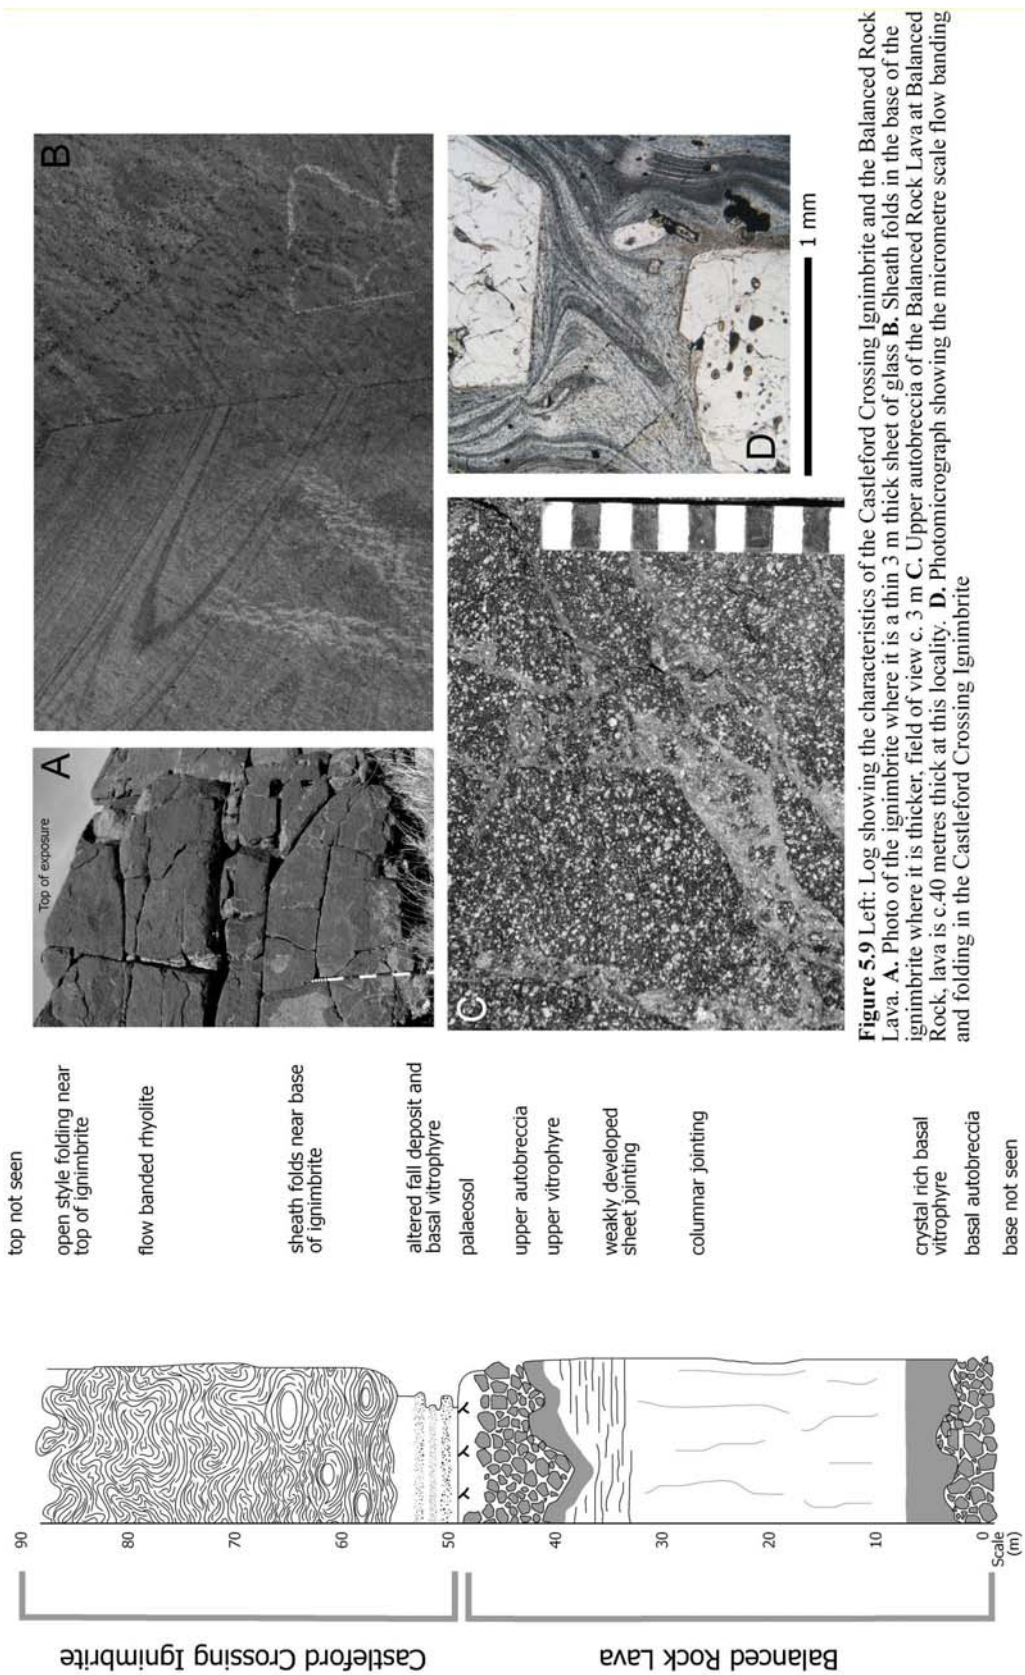 Castleford Crossing Ignimbrite
Balanced Rock Lava
90
80
70
60
50
40
30
20
10
0
Scale
(m)
top not seen
open style folding near
top of ignimbrite
flow banded rhyolite
sheath folds near base
of ignimbrite
altered fall deposit and
basal vitrophyre
palaeosol
upper autobreccia
upper vitrophyre
weakly developed
sheet jointing
columnar jointing
crystal rich basal
vitrophyre
basal autobreccia
base not seen
A
Top of exposure
B
C
D
1 mm
Figure 5.9 Left: Log showing the characteristics of the Castleford Crossing Ignimbrite and the Balanced Rock
Lava. A. Photo of the ignimbrite where it is a thin 3 m thick sheet of glass B. Sheath folds in the base of the
ignimbrite where it is thicker, field of view c. 3 m C. Upper autobreccia of the Balanced Rock Lava at Balanced
Rock, lava is c.40 metres thick at this locality. D. Photomicrograph showing the micrometre scale flow banding
and folding in the Castleford Crossing Ignimbrite